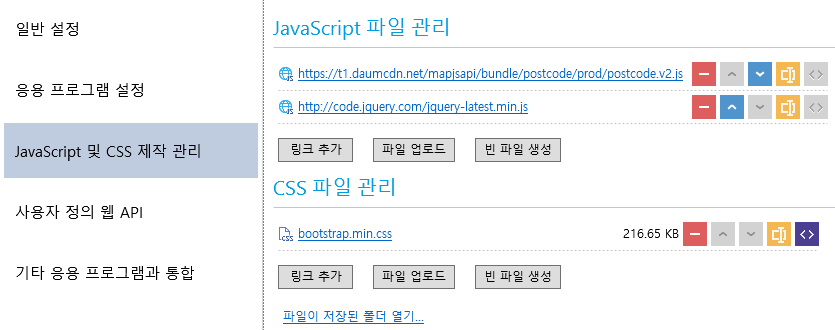 일반 설정
응용 프로그램 설정
JavaScript 및 CSS 제작 관리
사용자 정의 웹 API
기타 응용 프로그램과 통합
JavaScript 파일 관리
JS https://t1.daumcdn.net/mapjsapi/bundle/postcode/prod/postcode.v2.js
JS http://code.jquery.com/jquery-latest.min.js
링크 추가 파일 업로드 빈 파일 생성
CSS 파일 관리
CSS bootstrap.min.css 216.65 KB
링크 추가 파일 업로드 빈 파일 생성
파일이 저장된 폴더 열기...